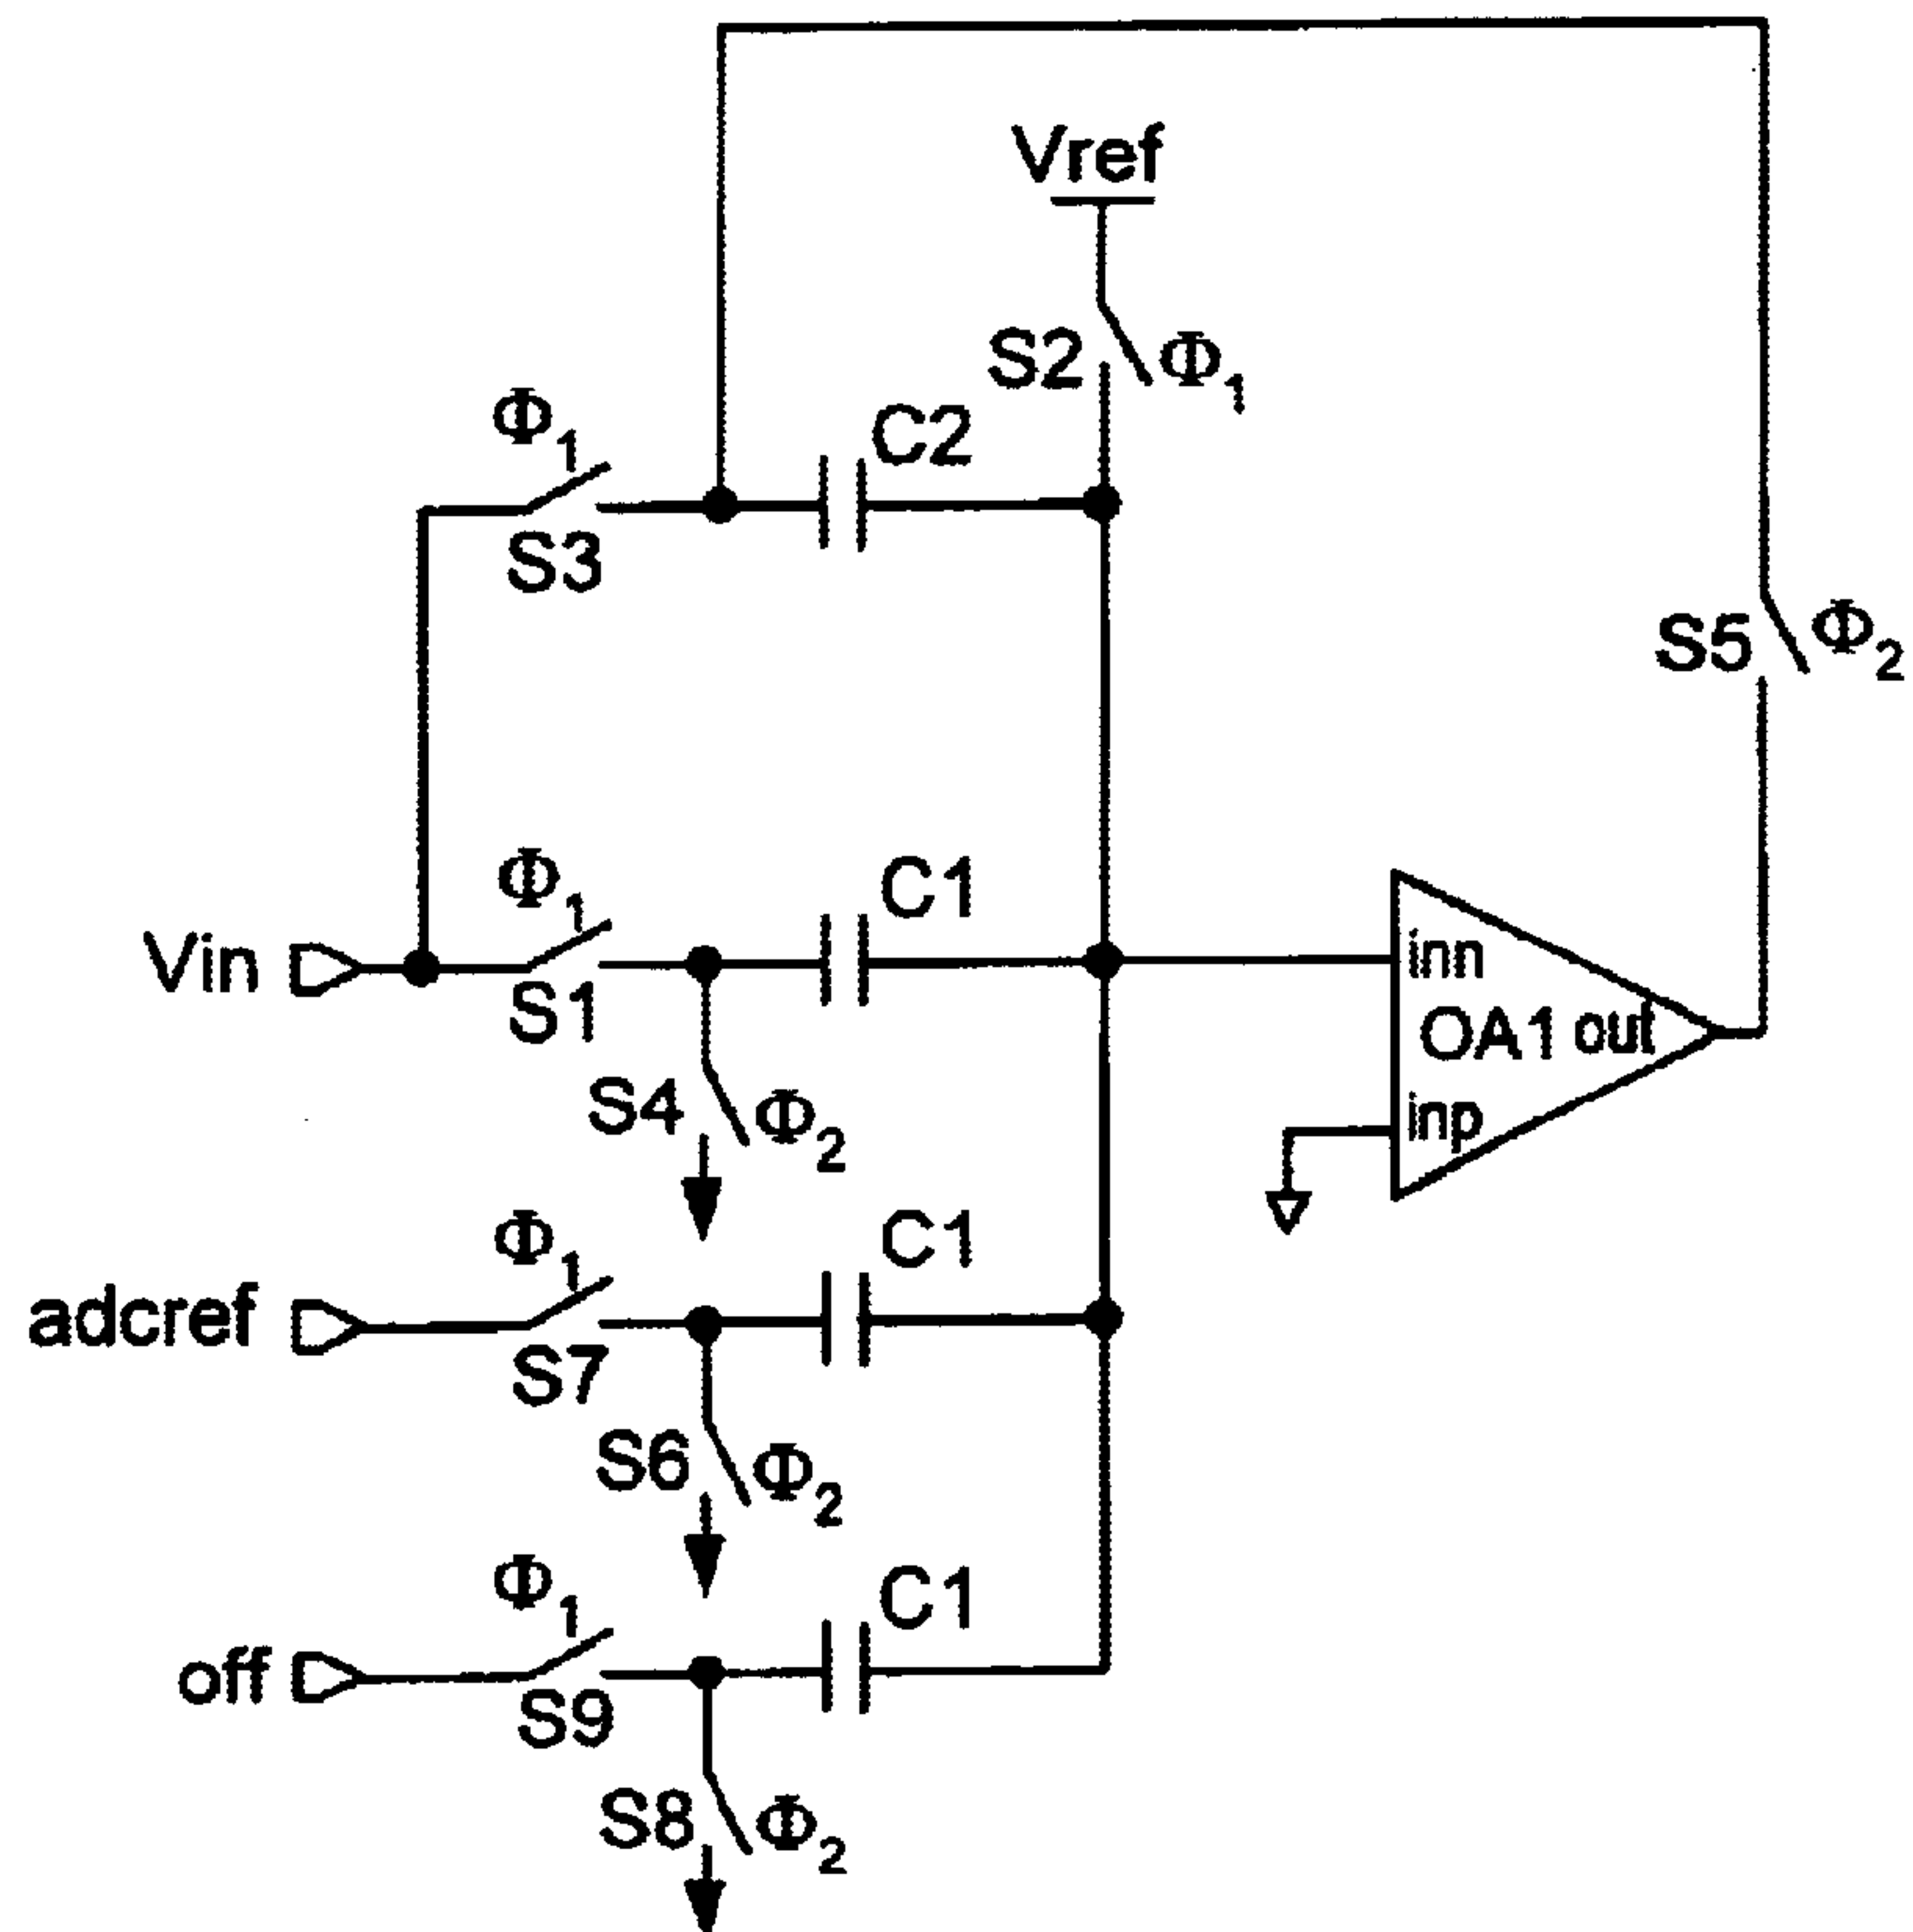 Vref
S2 Φ1
Φ1 C2
S3
S5 Φ2
Φ1 C1
Vin
S1
inn
OA1 out
inp
S4 Φ2
Φ1 C1
adcref
S7
S6 Φ2
Φ1 C1
off
S9
S8 Φ2